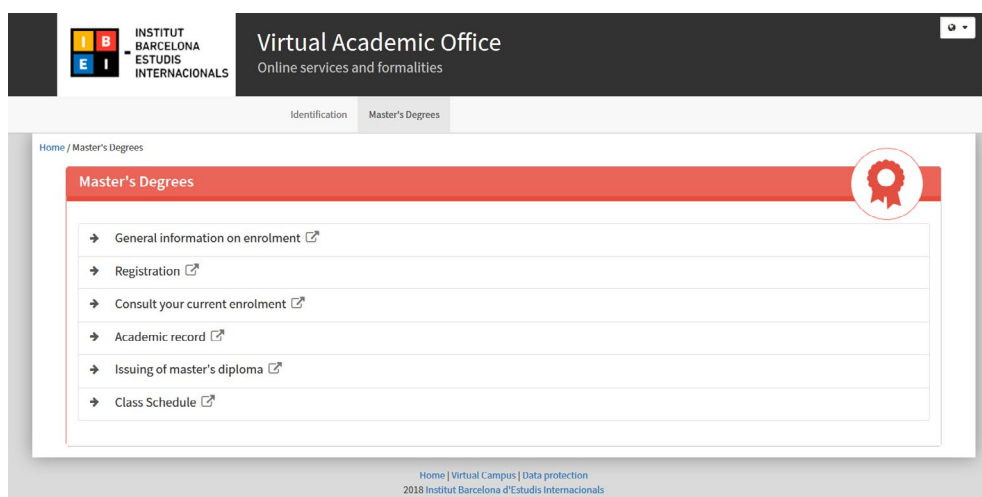 I B
E I
INSTITUT
BARCELONA
ESTUDIS
INTERNACIONALS
Virtual Academic Office
Online services and formalities
Identification Master's Degrees
Home / Master's Degrees
Master's Degrees
General information on enrolment
Registration
Consult your current enrolment
Academic record
Issuing of master's diploma
Class Schedule
Home | Virtual Campus | Data protection
2018 Institut Barcelona d'Estudis Internacionals